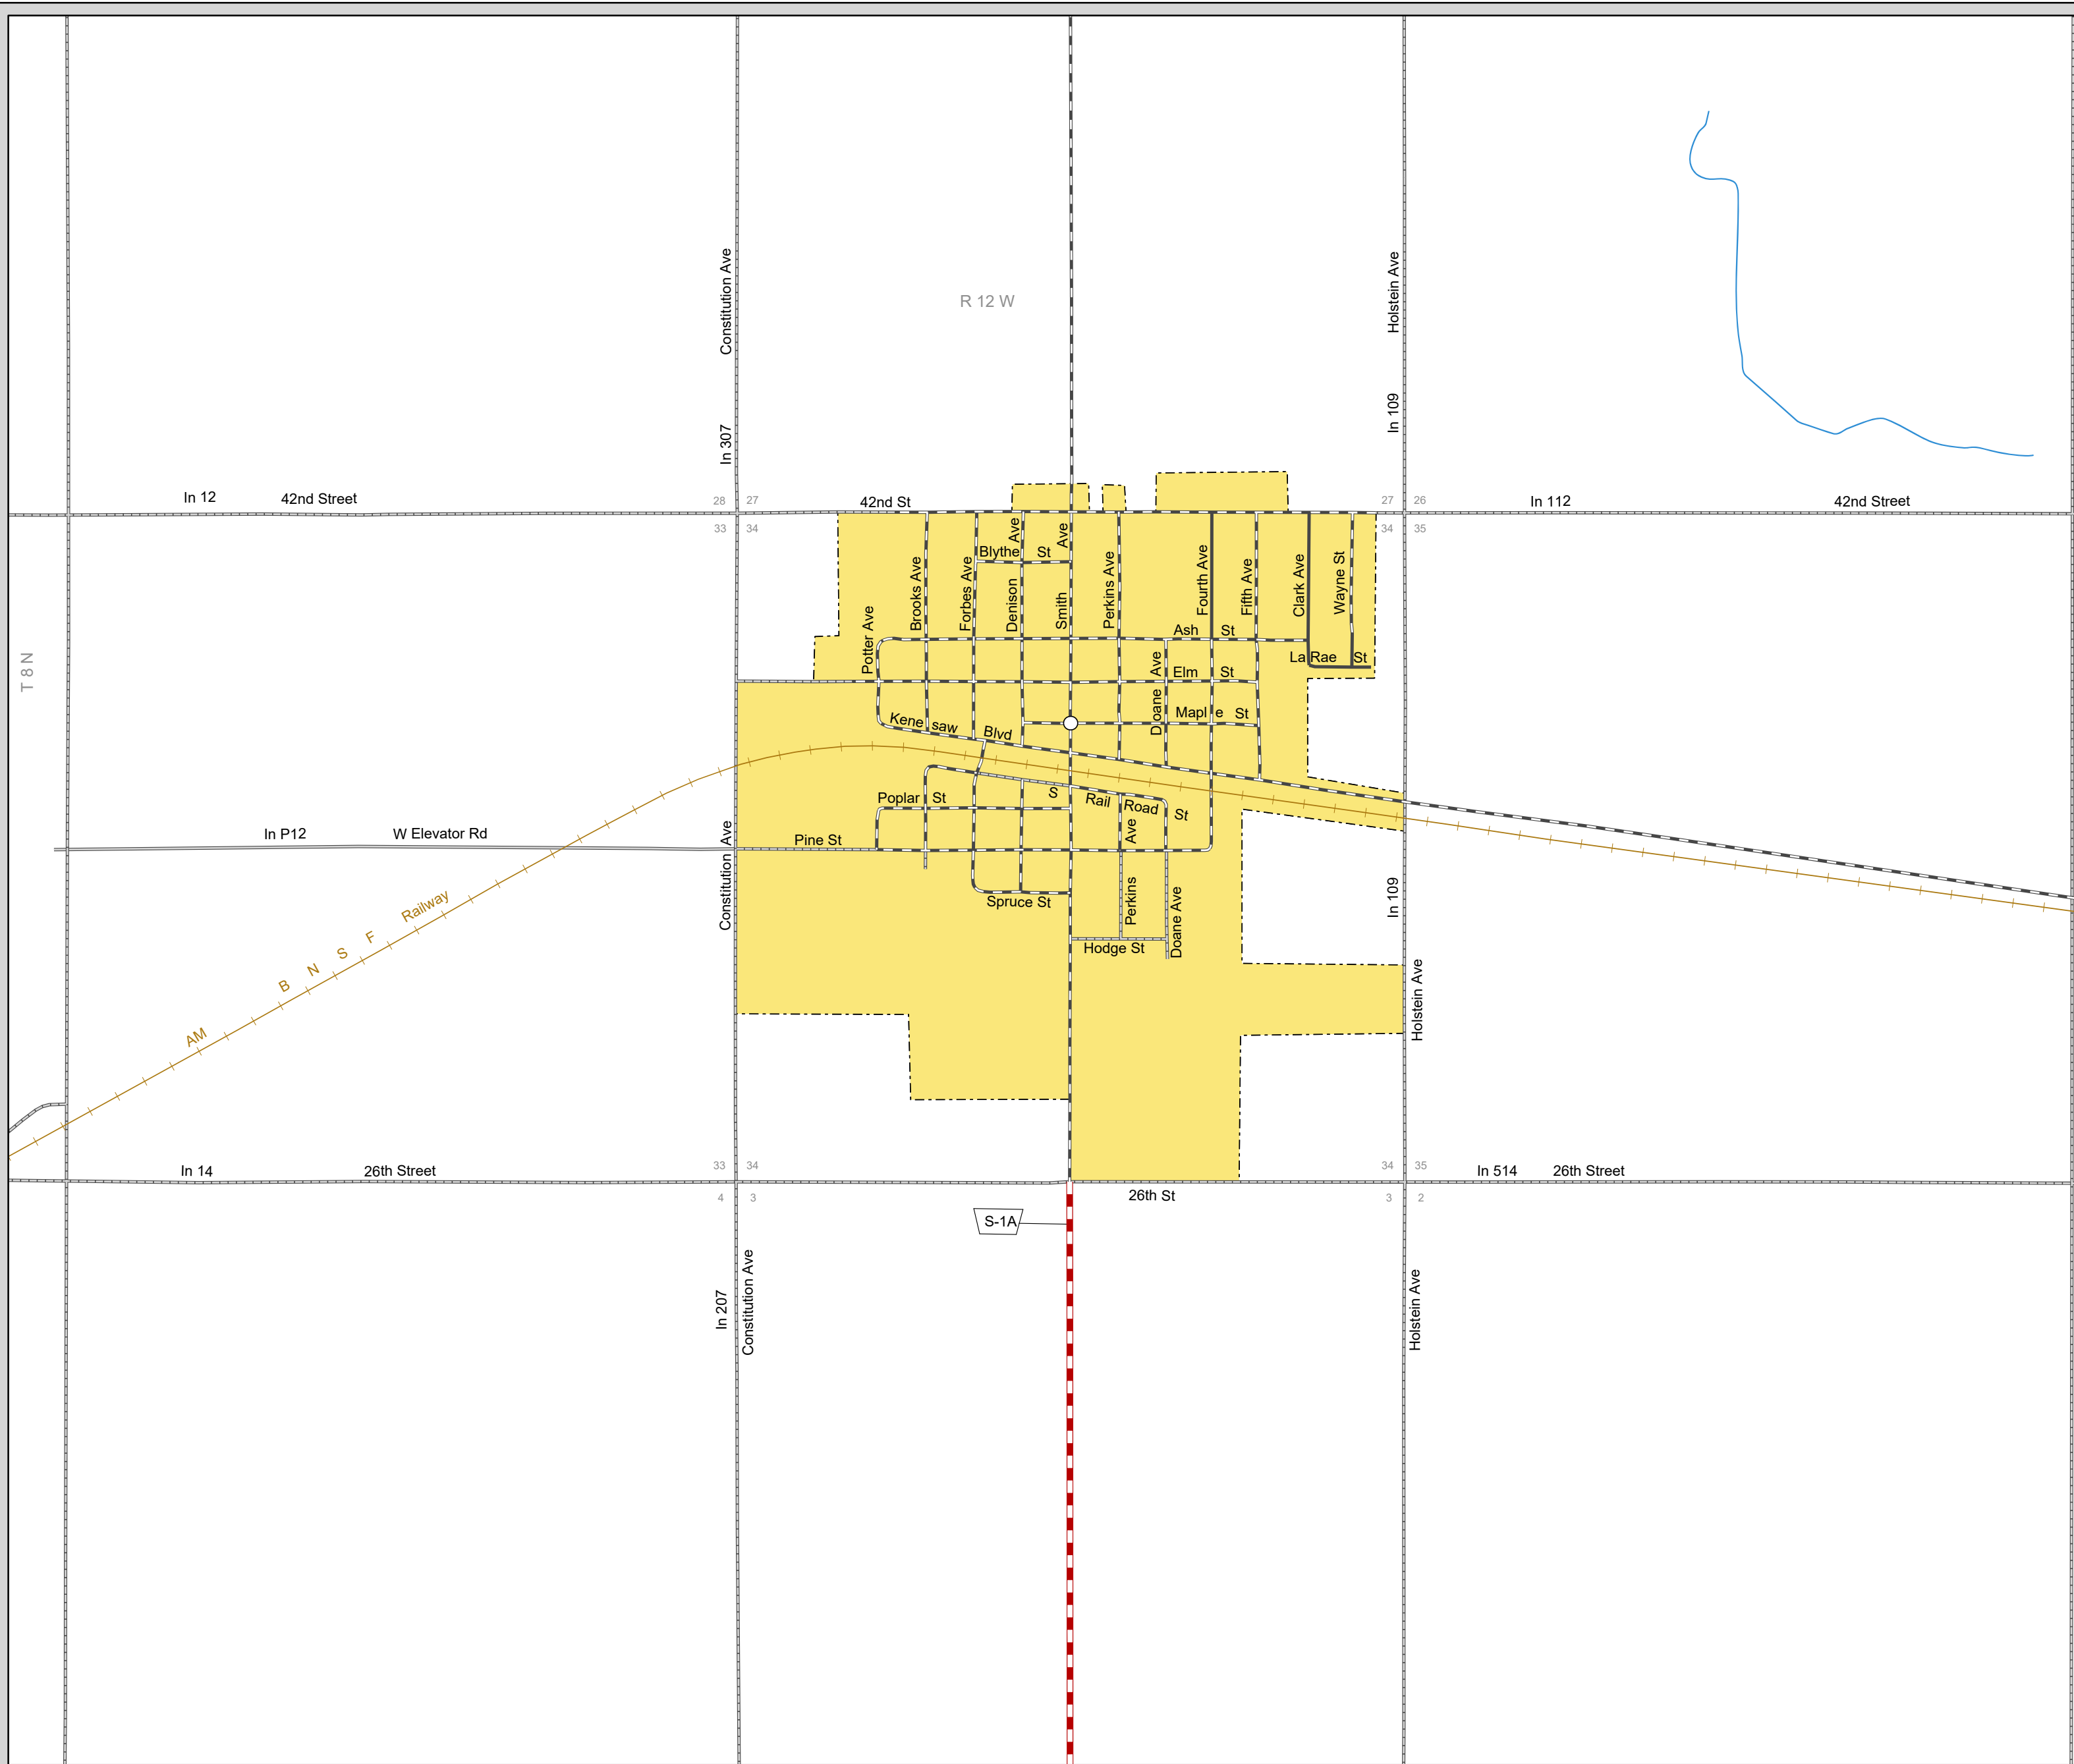 R 12 W
Constitution Ave
Holstein Ave
In 307
In 109
In 12
42nd Street
28
27
42nd St
27
26
In 112
42nd Street
33
34
34
35
T 8 N
Potter Ave
Brooks Ave
Forbes Ave
Denison Ave
Smith Ave
Perkins Ave
Fourth Ave
Fifth Ave
Clark Ave
Wayne St
Blythe St
Ash St
La Rae St
Doane Ave
Elm St
Maple St
Kenesaw Blvd
Poplar St
S Rail Road St
In P12
W Elevator Rd
Pine St
Constitution Ave
Perkins Ave
Doane Ave
Spruce St
Hodge St
In 109
Holstein Ave
AM B N S F Railway
In 14
26th Street
33
34
34
35
In 514
26th Street
4
3
26th St
3
2
S-1A
In 207
Constitution Ave
Holstein Ave